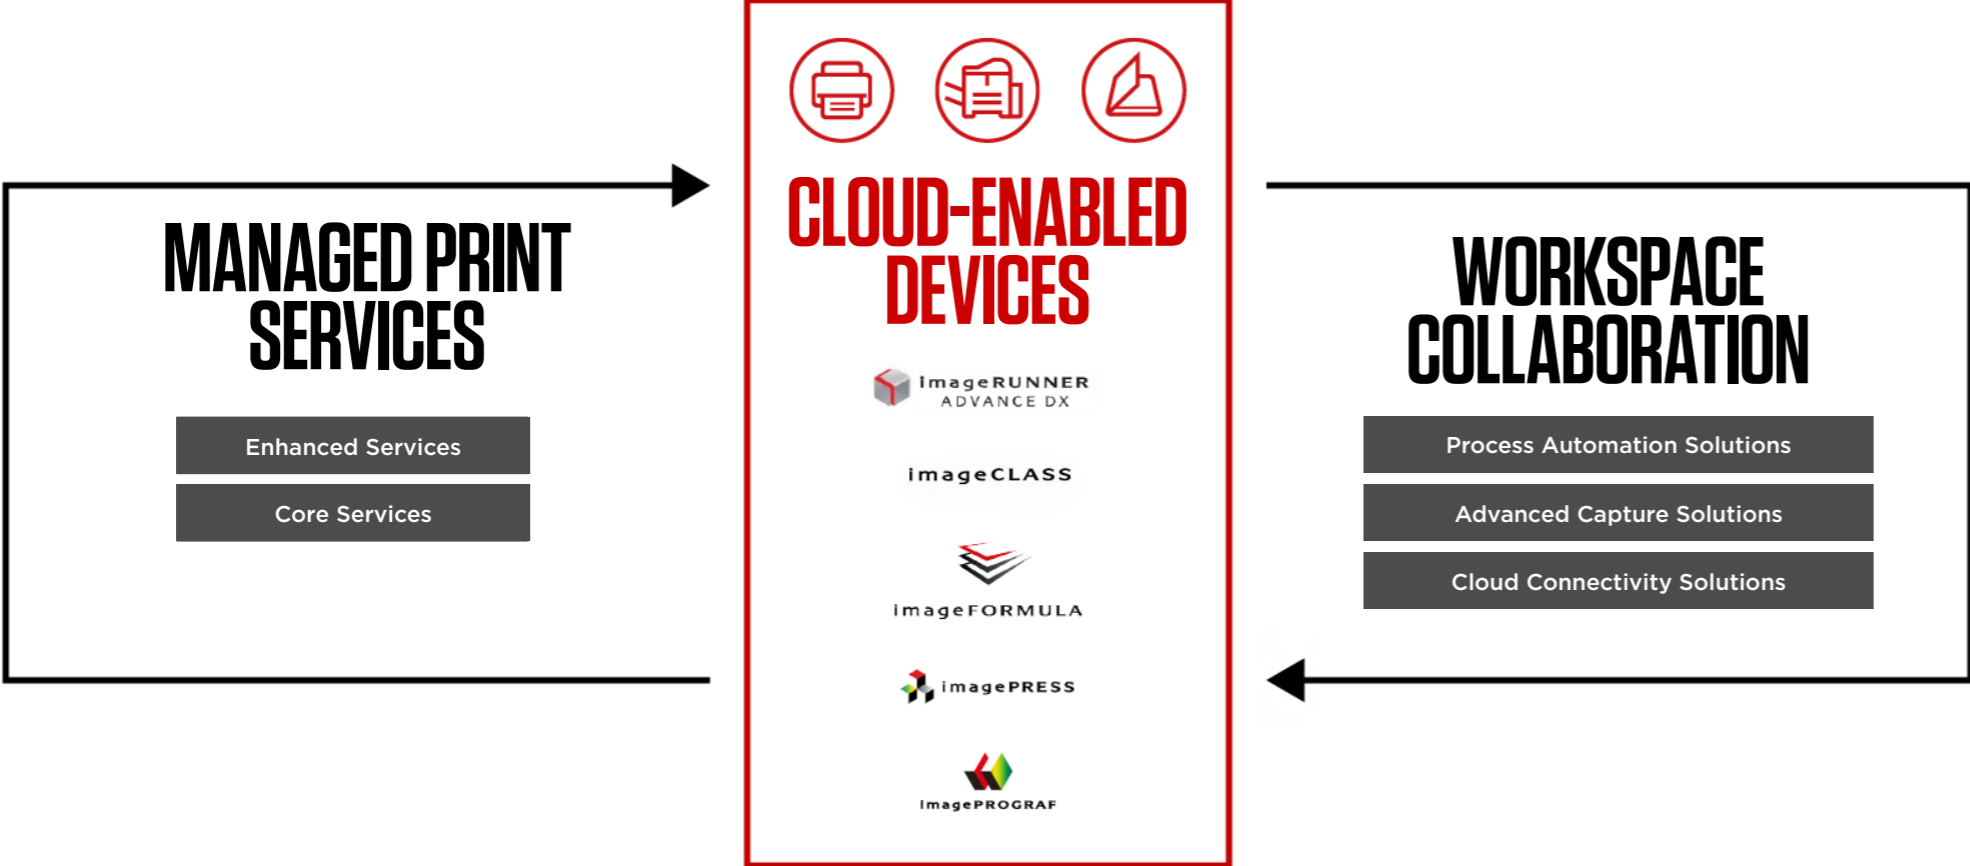 MANAGED PRINT
SERVICES
Enhanced Services
Core Services
CLOUD-ENABLED
DEVICES
imageRUNNER
ADVANCE DX
imageCLASS
imageFORMULA
imagePRESS
imagePROGRAF
WORKSPACE
COLLABORATION
Process Automation Solutions
Advanced Capture Solutions
Cloud Connectivity Solutions